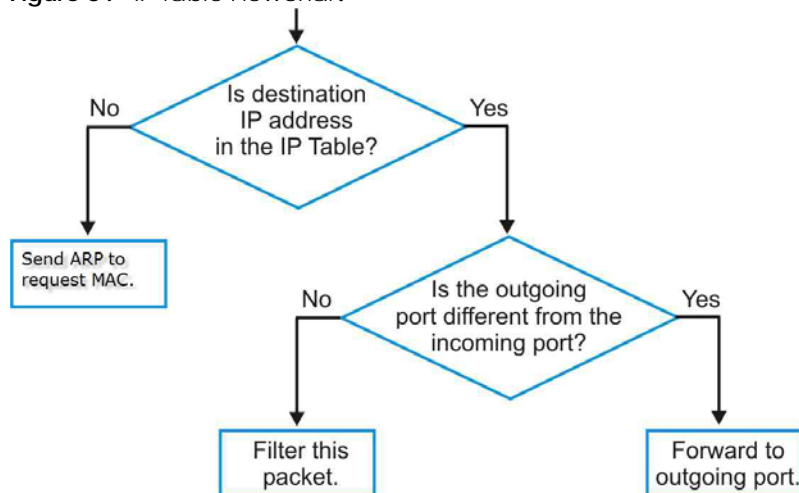 Is destination
IP address
in the IP Table?
No
Yes
Send ARP to
request MAC.
Is the outgoing
port different from the
incoming port?
No
Yes
Filter this
packet.
Forward to
outgoing port.